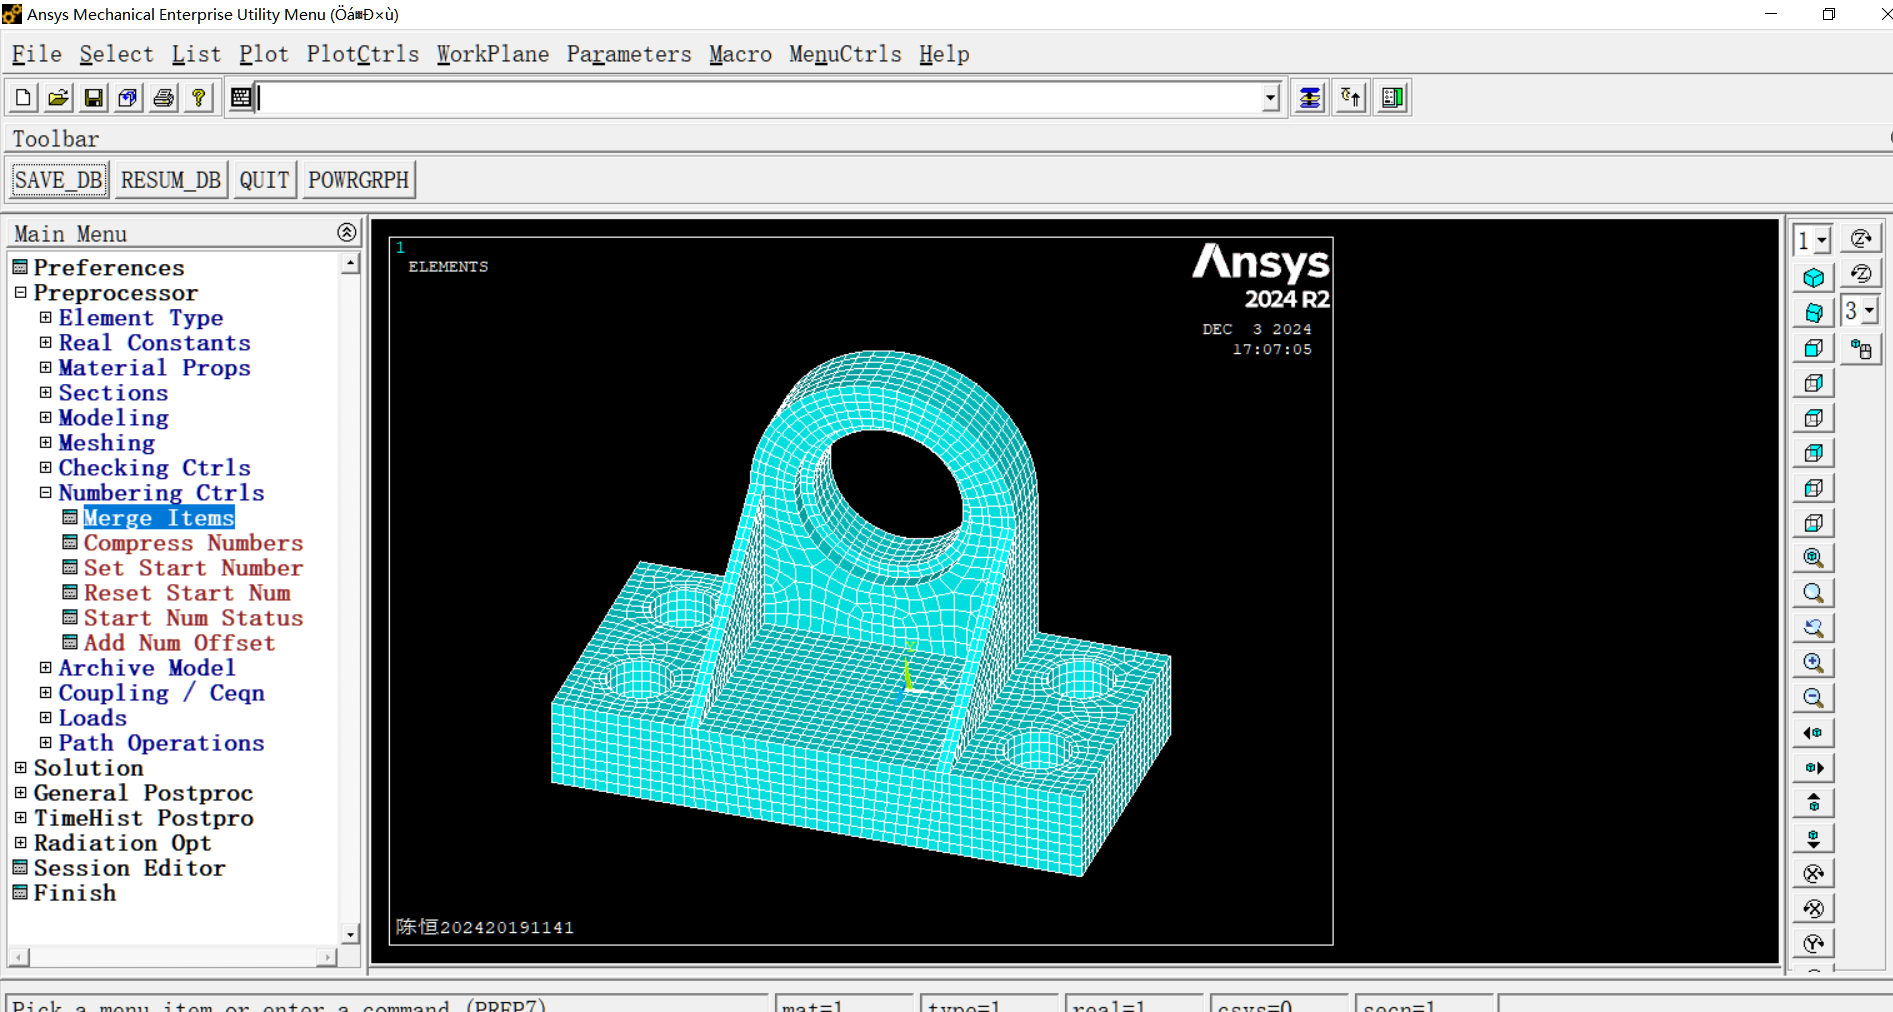 Ansys Mechanical Enterprise Utility Menu (Öá¤Ð×ù)
File Select List Plot PlotCtrls WorkPlane Parameters Macro MenuCtrls Help
Toolbar
SAVE_DB RESUM_DB QUIT POWRGRPH
Main Menu
Preferences
Preprocessor
Element Type
Real Constants
Material Props
Sections
Modeling
Meshing
Checking Ctrls
Numbering Ctrls
Merge Items
Compress Numbers
Set Start Number
Reset Start Num
Start Num Status
Add Num Offset
Archive Model
Coupling / Ceqn
Loads
Path Operations
Solution
General Postproc
TimeHist Postpro
Radiation Opt
Session Editor
Finish
1
ELEMENTS
Ansys
2024 R2
DEC 3 2024
17:07:05
Z
X
陈恒202420191141
1
3
Pick a menu item or enter a command (PREP7)
mat=1 type=1 real=1 csys=0 secn=1